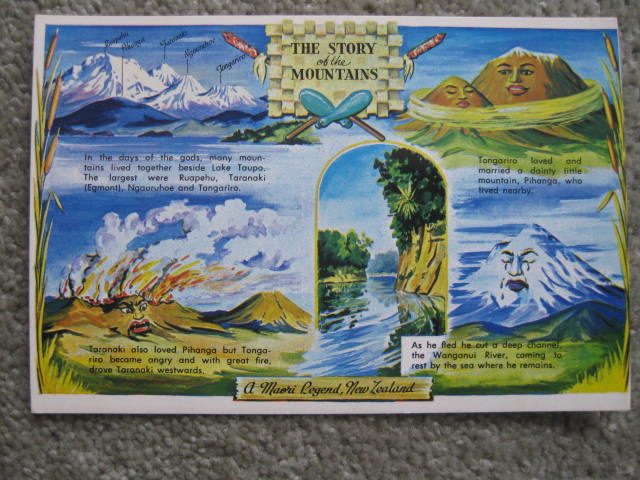 THE STORY
of the
MOUNTAINS
Ruapehu
Pihanga
Taranaki
Ngauruhoe
Tongariro
In the days of the gods, many moun-
tains lived together beside Lake Taupo.
The largest were Ruapehu, Taranaki
(Egmont), Ngauruhoe and Tongariro.
Tongariro loved and
married a dainty little
mountain, Pihanga, who
lived nearby.
Taranaki also loved Pihanga but Tonga-
riro became angry and with great fire,
drove Taranaki westwards.
As he fled he cut a deep channel,
the Wanganui River, coming to
rest by the sea where he remains.
A Maori Legend, New Zealand